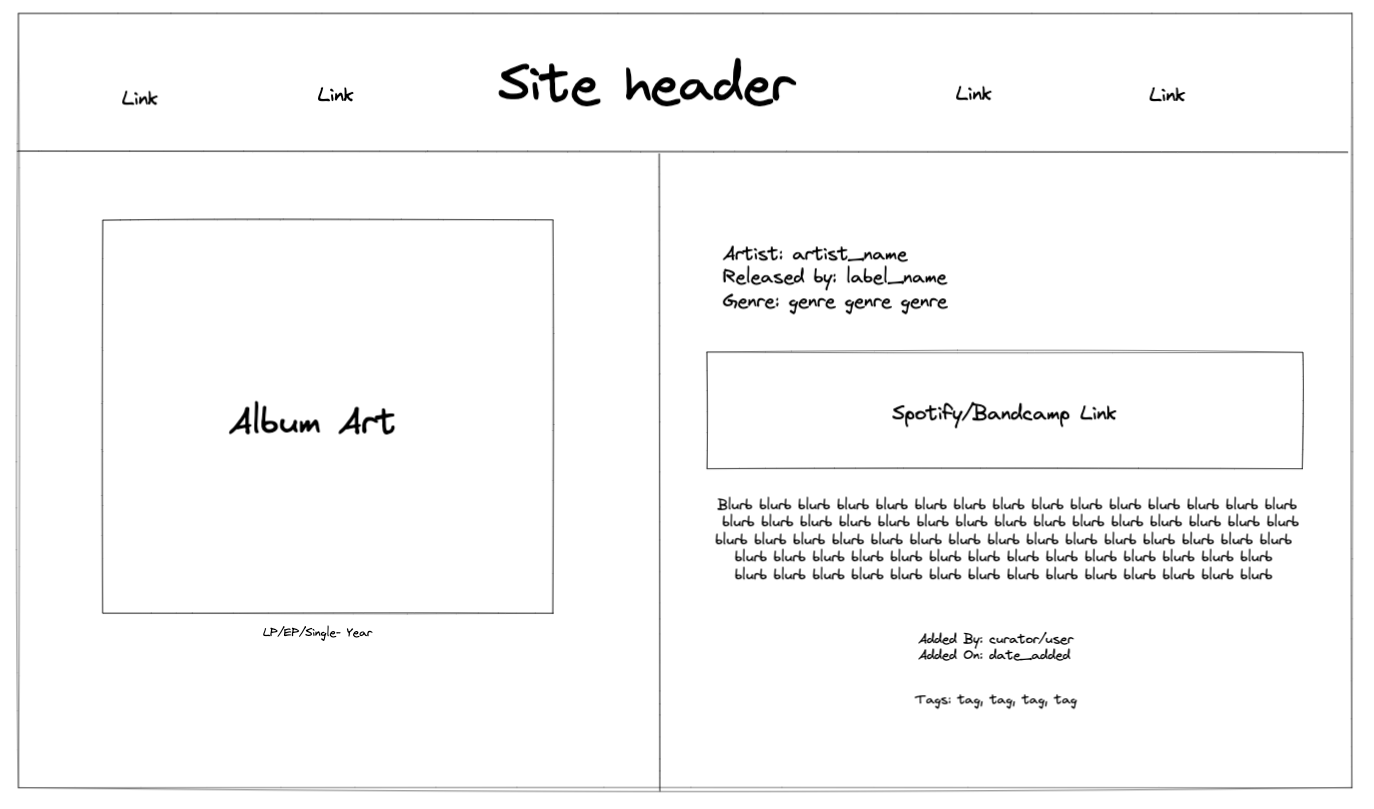 Link Link Site header Link Link
Album Art
LP/EP/Single- Year
Artist: artist_name
Released by: label_name
Genre: genre genre genre
Spotify/Bandcamp Link
Blurb blurb blurb blurb blurb blurb blurb blurb blurb blurb blurb blurb blurb blurb blurb
blurb blurb blurb blurb blurb blurb blurb blurb blurb blurb blurb blurb blurb blurb blurb
blurb blurb blurb blurb blurb blurb blurb blurb blurb blurb blurb blurb blurb blurb blurb
blurb blurb blurb blurb blurb blurb blurb blurb blurb blurb blurb blurb blurb blurb
blurb blurb blurb blurb blurb blurb blurb blurb blurb blurb blurb blurb blurb blurb
Added By: curator/user
Added On: date_added
Tags: tag, tag, tag, tag